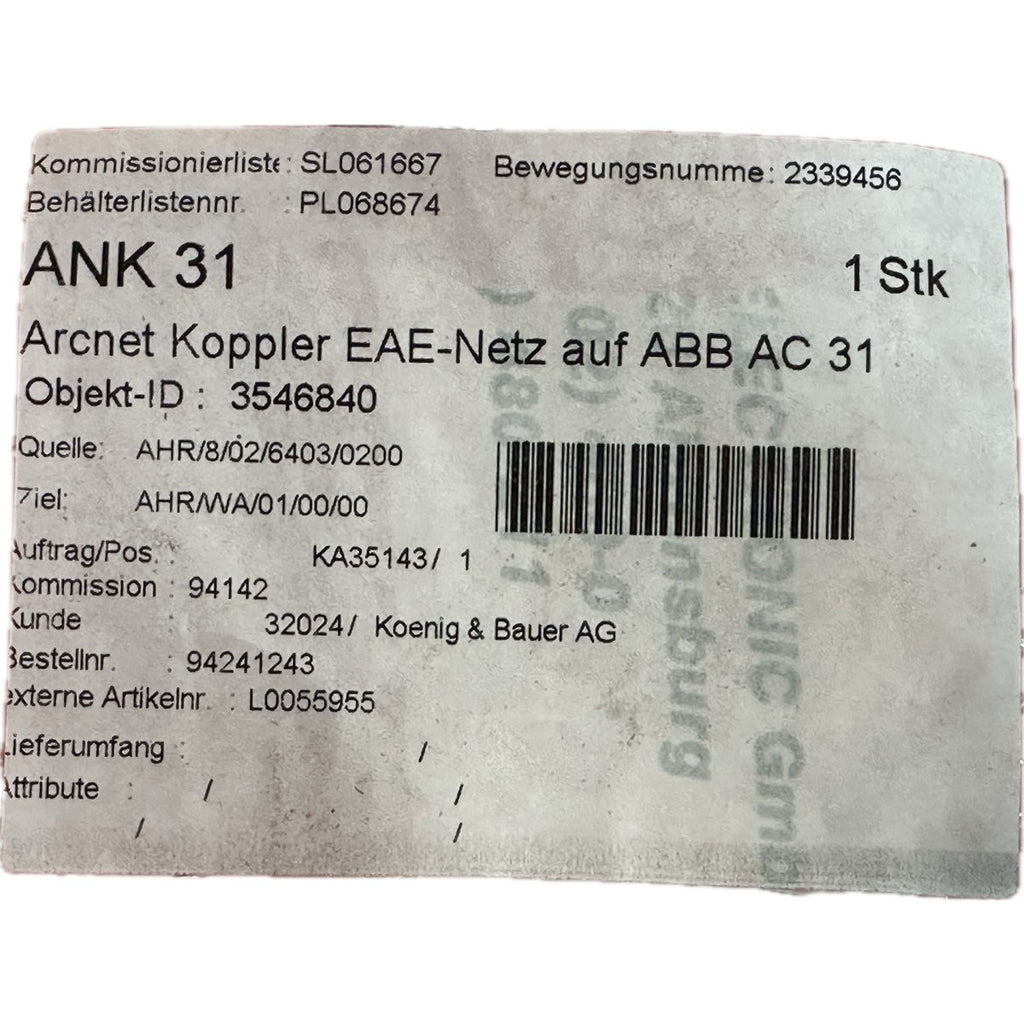 Kommissionierliste: SL061667 Bewegungsnumme: 2339456
Behälterlistennr. : PL068674
ANK 31 1 Stk
Arcnet Koppler EAE-Netz auf ABB AC 31
Objekt-ID : 3546840
Quelle: AHR/8/02/6403/0200
Ziel: AHR/WA/01/00/00
Auftrag/Pos. : KA35143/ 1
Kommission : 94142
Kunde : 32024/ Koenig & Bauer AG
Bestellnr. : 94241243
externe Artikelnr. : L0055955
Lieferumfang : /
Attribute : / /
/ /